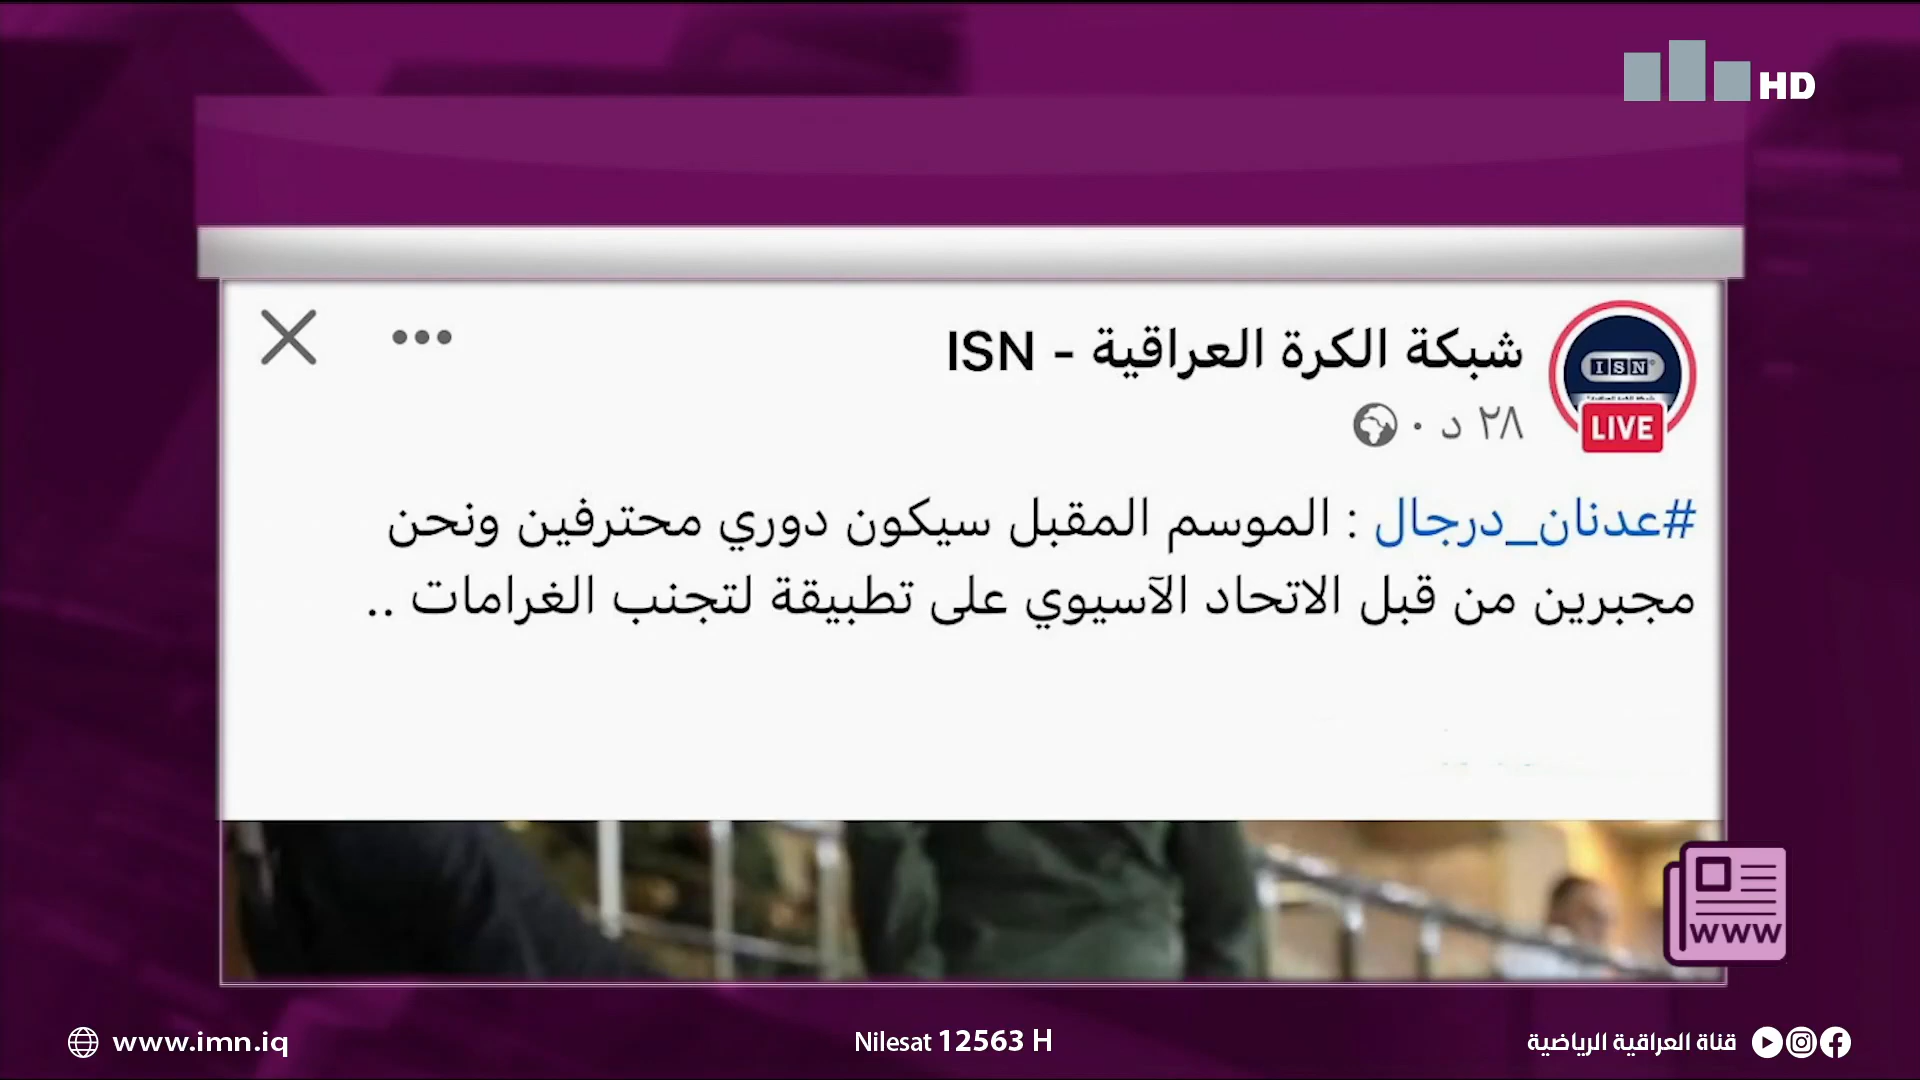 HD
شبكة الكرة العراقية - ISN
ISN
LIVE
٢٨ د ·
#عدنان_درجال : الموسم المقبل سيكون دوري محترفين ونحن
مجبرين من قبل الاتحاد الآسيوي على تطبيقة لتجنب الغرامات ..
www
www.imn.iq
Nilesat 12563 H
قناة العراقية الرياضية